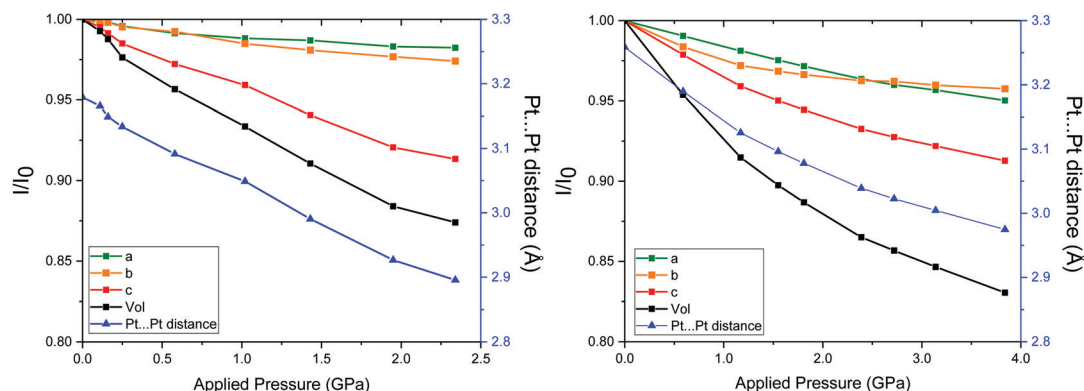 1.00
0.95
0.90
0.85
0.80
I/I0
3.3
3.2
3.1
3.0
2.9
2.8
Pt...Pt distance (Å)
a
b
c
Vol
Pt...Pt distance
0.0 0.5 1.0 1.5 2.0 2.5
Applied Pressure (GPa)
1.00
0.95
0.90
0.85
0.80
I/I0
3.3
3.2
3.1
3.0
2.9
2.8
Pt...Pt distance (Å)
a
b
c
Vol
Pt...Pt distance
0.0 1.0 2.0 3.0 4.0
Applied Pressure (GPa)